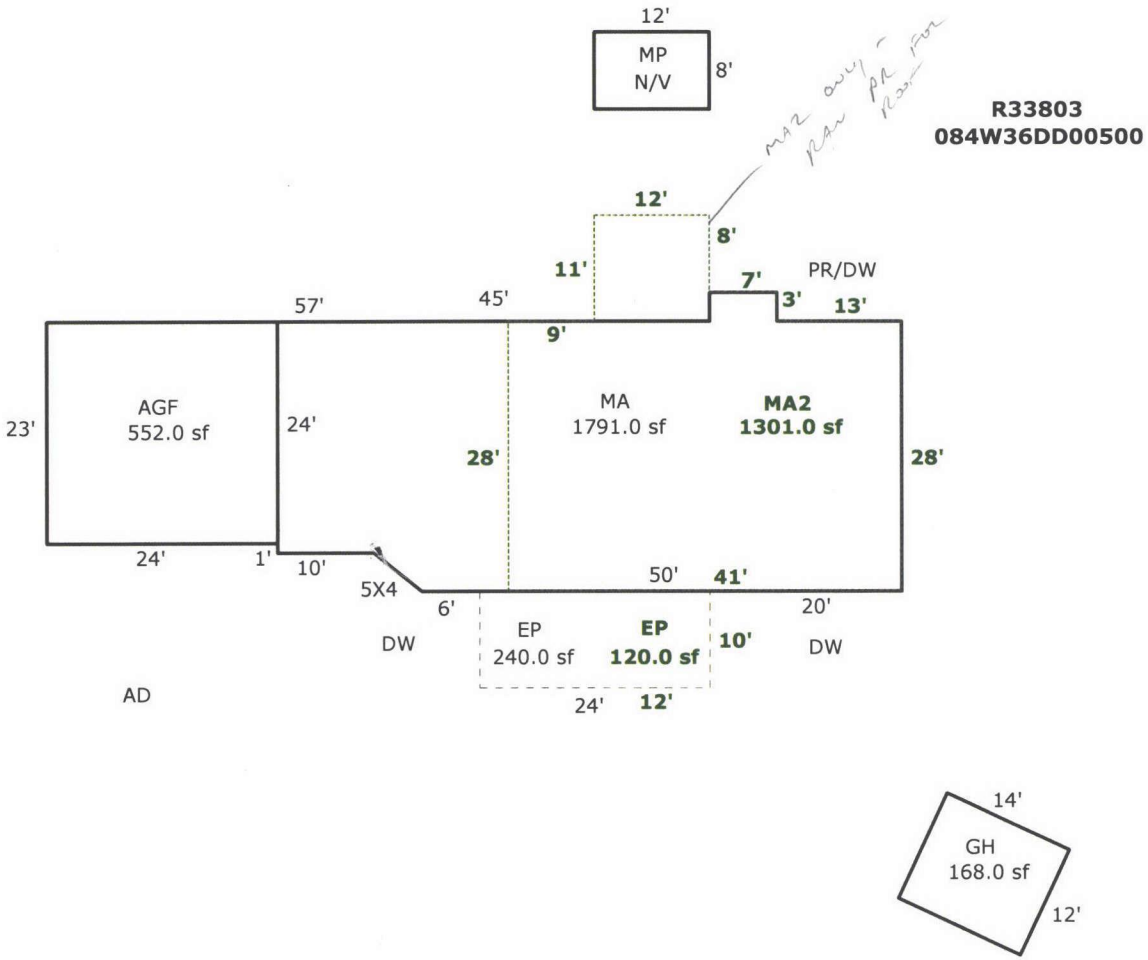 12'
MP
N/V
8'
MA2 only -
RAN PR FOR
ROOF
R33803
084W36DD00500
12'
8'
11'
7'
PR/DW
3'
13'
57'
45'
9'
AGF
552.0 sf
23'
24'
MA
1791.0 sf
MA2
1301.0 sf
28'
28'
24'
1'
10'
5X4
6'
50'
41'
20'
DW
EP
240.0 sf
EP
120.0 sf
10'
DW
AD
24'
12'
14'
GH
168.0 sf
12'